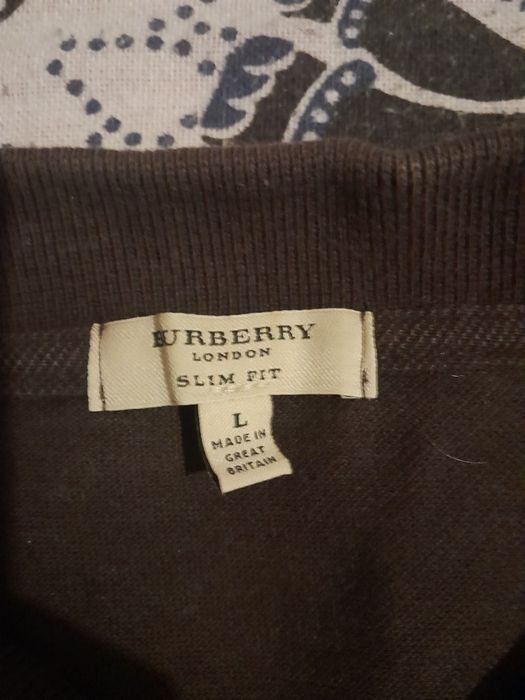 BURBERRY
LONDON
SLIM FIT
L
MADE IN
GREAT
BRITAIN